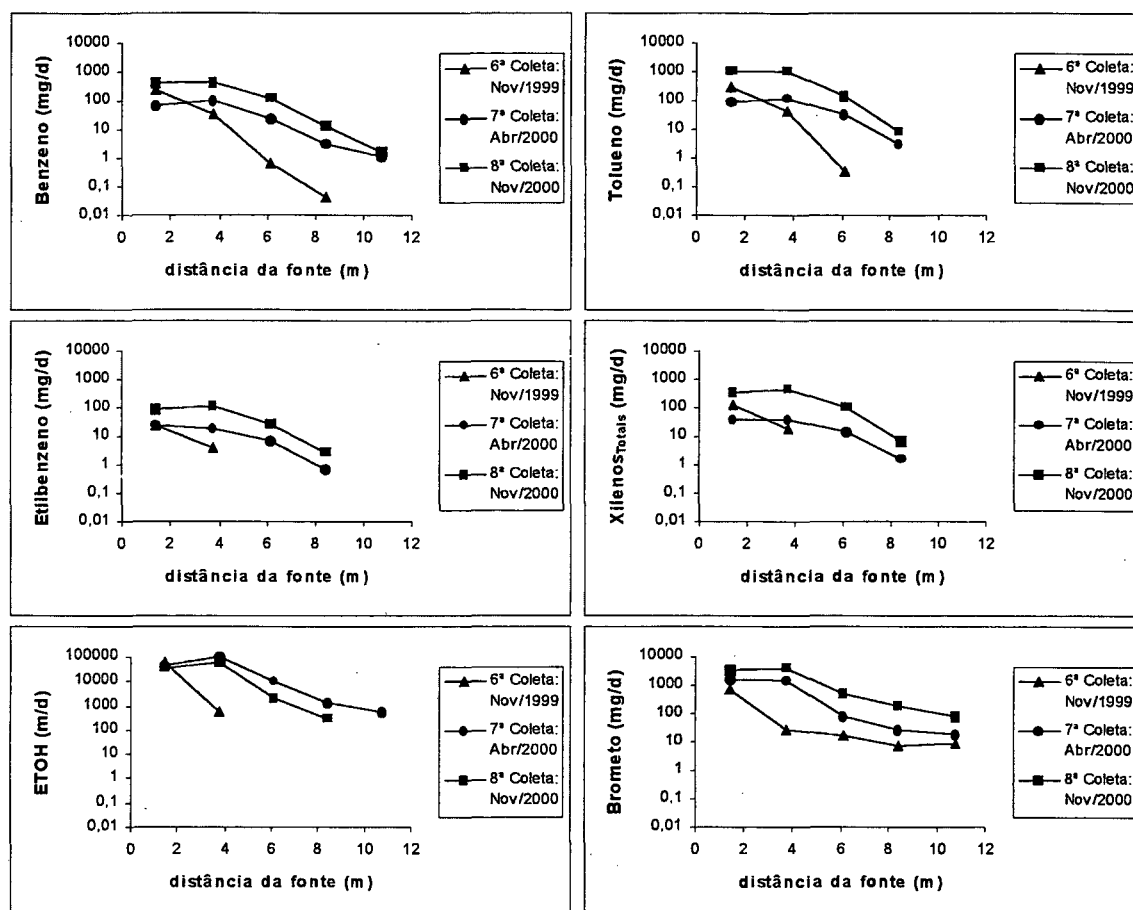 Benzeno (mg/d)
10000
1000
100
10
1
0,1
0,01
0 2 4 6 8 10 12
distância da fonte (m)
6ª Coleta:
Nov/1999
7ª Coleta:
Abr/2000
8ª Coleta:
Nov/2000
Tolueno (mg/d)
10000
1000
100
10
1
0,1
0,01
0 2 4 6 8 10 12
distância da fonte (m)
6ª Coleta:
Nov/1999
7ª Coleta:
Abr/2000
8ª Coleta:
Nov/2000
Etilbenzeno (mg/d)
10000
1000
100
10
1
0,1
0,01
0 2 4 6 8 10 12
distância da fonte (m)
6ª Coleta:
Nov/1999
7ª Coleta:
Abr/2000
8ª Coleta:
Nov/2000
Xilenos Totais (mg/d)
10000
1000
100
10
1
0,1
0,01
0 2 4 6 8 10 12
distância da fonte (m)
6ª Coleta:
Nov/1999
7ª Coleta:
Abr/2000
8ª Coleta:
Nov/2000
ETOH (m/d)
100000
10000
1000
100
10
1
0,1
0,01
0 2 4 6 8 10 12
distância da fonte (m)
6ª Coleta:
Nov/1999
7ª Coleta:
Abr/2000
8ª Coleta:
Nov/2000
Brometo (mg/d)
10000
1000
100
10
1
0,1
0,01
0 2 4 6 8 10 12
distância da fonte (m)
6ª Coleta:
Nov/1999
7ª Coleta:
Abr/2000
8ª Coleta:
Nov/2000